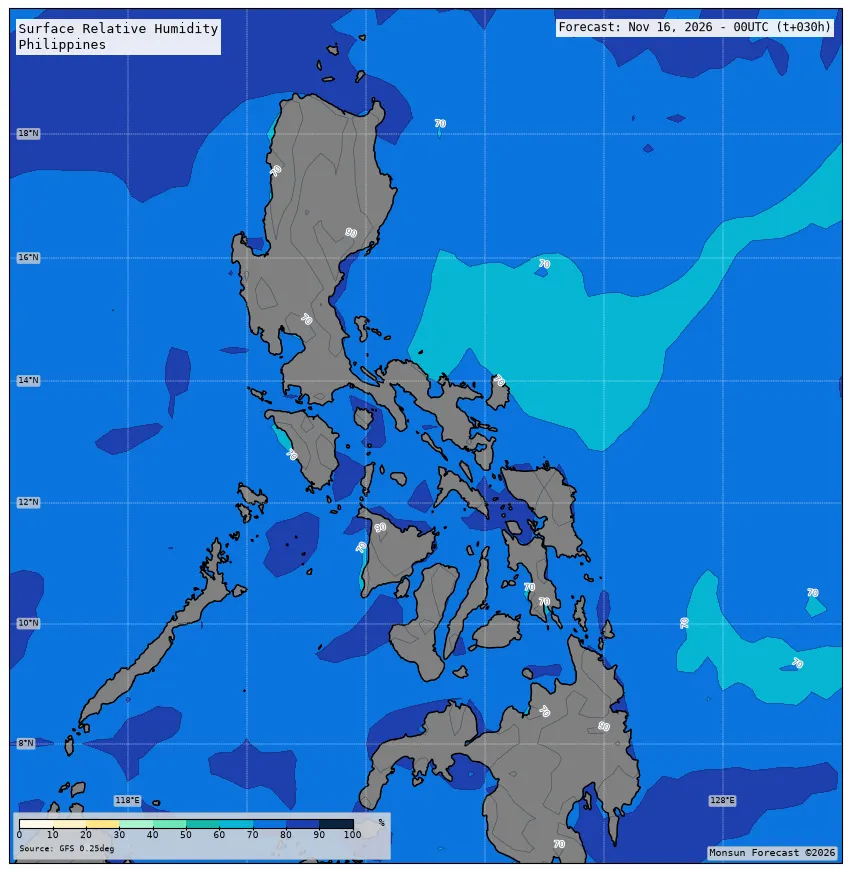 Surface Relative Humidity
Philippines
Forecast: Nov 16, 2026 - 00UTC (t+030h)
70
18°N
70
90
16°N
70
70
14°N
70
70
12°N
90
70
70
70
70
10°N
70
70
70
90
8°N
118°E
128°E
%
0 10 20 30 40 50 60 70 80 90 100
70
Source: GFS 0.25deg
Monsun Forecast ©2026